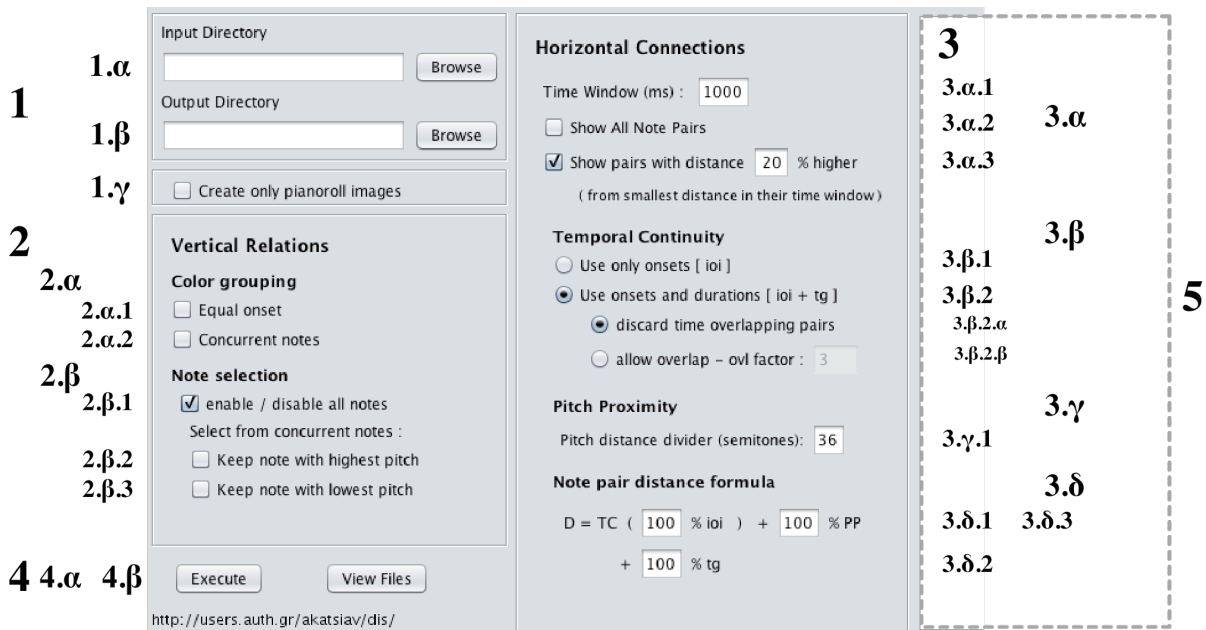 1
1.α
Input Directory
Browse
1.β
Output Directory
Browse
1.γ
Create only pianoroll images
2
Vertical Relations
2.α
Color grouping
2.α.1
Equal onset
2.α.2
Concurrent notes
2.β
Note selection
2.β.1
enable / disable all notes
Select from concurrent notes :
2.β.2
Keep note with highest pitch
2.β.3
Keep note with lowest pitch
4 4.α 4.β
Execute
View Files
http://users.auth.gr/akatsiav/dis/
Horizontal Connections
Time Window (ms) : 1000
Show All Note Pairs
Show pairs with distance 20 % higher
( from smallest distance in their time window )
Temporal Continuity
Use only onsets [ ioi ]
Use onsets and durations [ ioi + tg ]
discard time overlapping pairs
allow overlap – ovl factor : 3
Pitch Proximity
Pitch distance divider (semitones): 36
Note pair distance formula
D = TC ( 100 % ioi ) + 100 % PP
+ 100 % tg
3
3.α.1
3.α
3.α.2
3.α.3
3.β
3.β.1
3.β.2
3.β.2.α
3.β.2.β
3.γ
3.γ.1
3.δ
3.δ.1 3.δ.3
3.δ.2
5